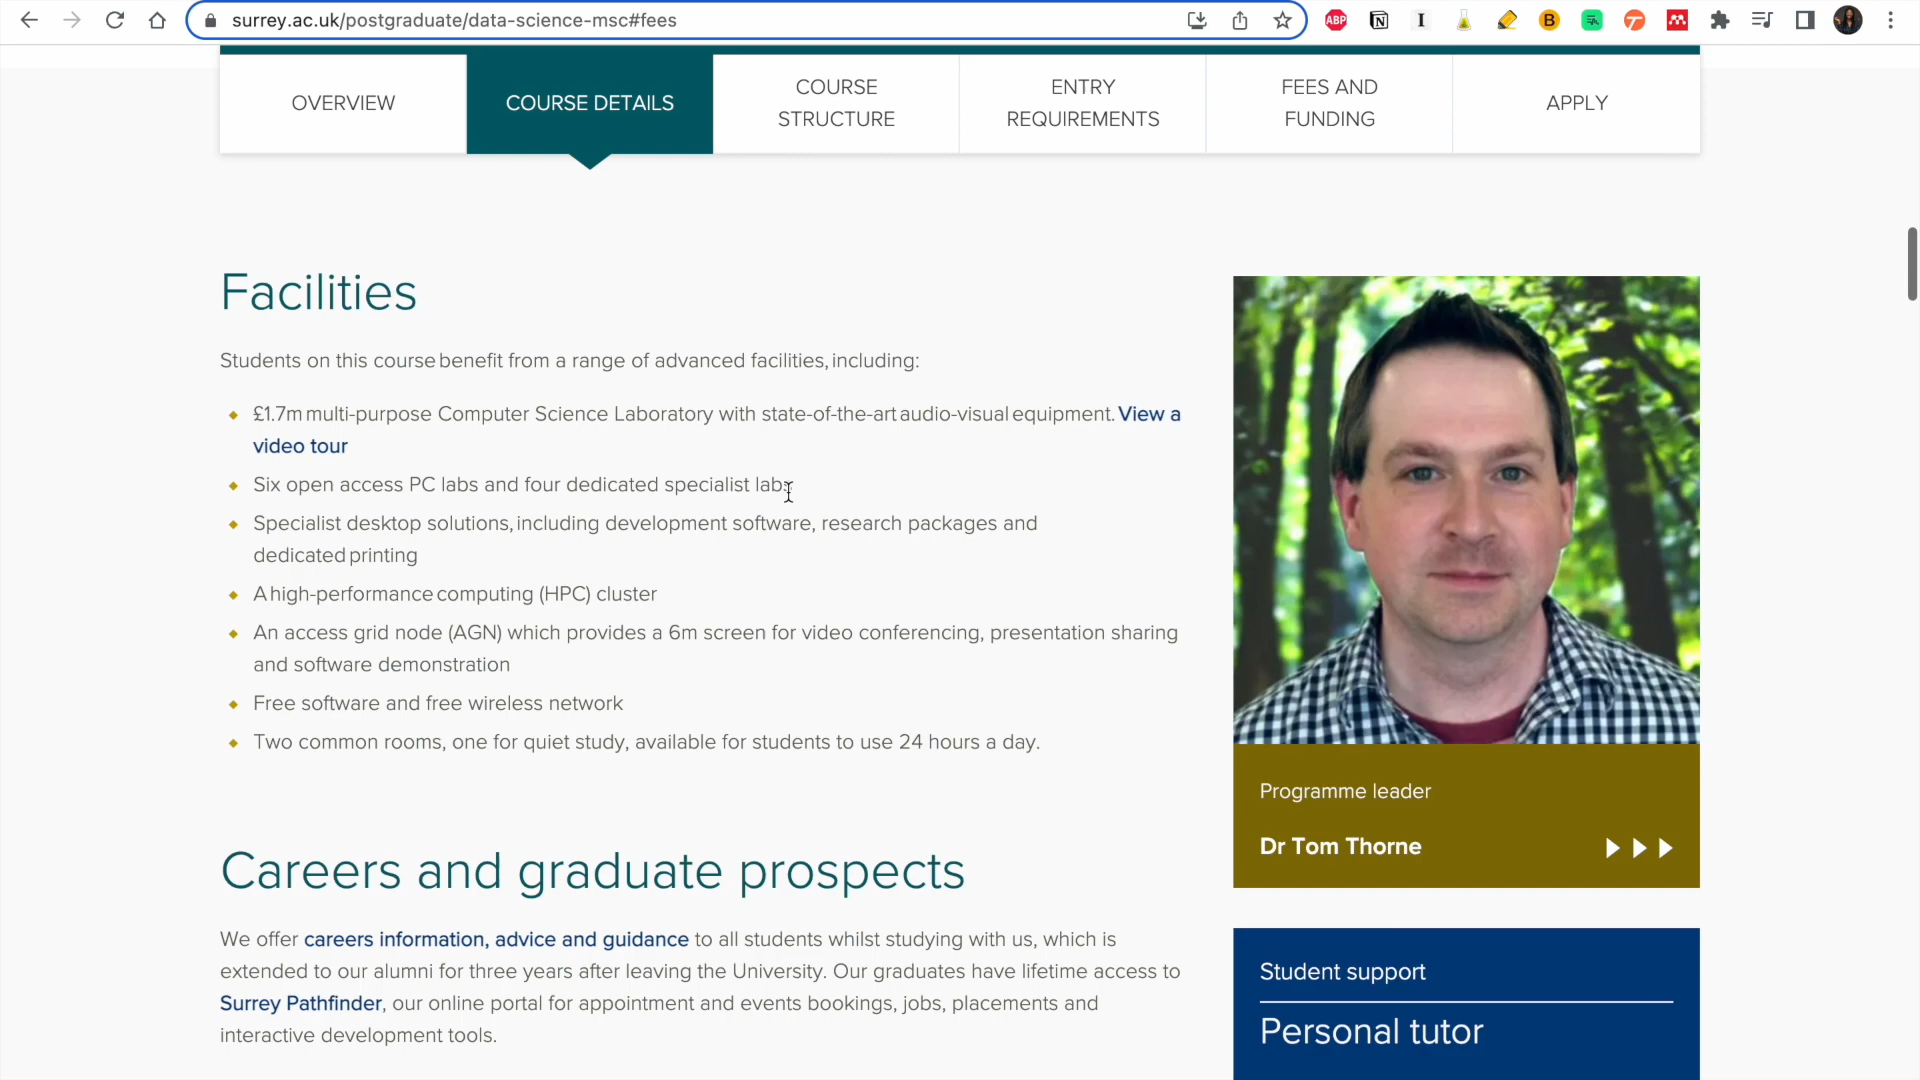 surrey.ac.uk/postgraduate/data-science-msc#fees
ABP
B
OVERVIEW
COURSE DETAILS
COURSE
STRUCTURE
ENTRY
REQUIREMENTS
FEES AND
FUNDING
APPLY
Facilities
Students on this course benefit from a range of advanced facilities, including:
£1.7m multi-purpose Computer Science Laboratory with state-of-the-art audio-visual equipment. View a
video tour
Six open access PC labs and four dedicated specialist labs
Specialist desktop solutions, including development software, research packages and
dedicated printing
A high-performance computing (HPC) cluster
An access grid node (AGN) which provides a 6m screen for video conferencing, presentation sharing
and software demonstration
Free software and free wireless network
Two common rooms, one for quiet study, available for students to use 24 hours a day.
Programme leader
Dr Tom Thorne
Careers and graduate prospects
We offer careers information, advice and guidance to all students whilst studying with us, which is
extended to our alumni for three years after leaving the University. Our graduates have lifetime access to
Surrey Pathfinder, our online portal for appointment and events bookings, jobs, placements and
interactive development tools.
Student support
Personal tutor